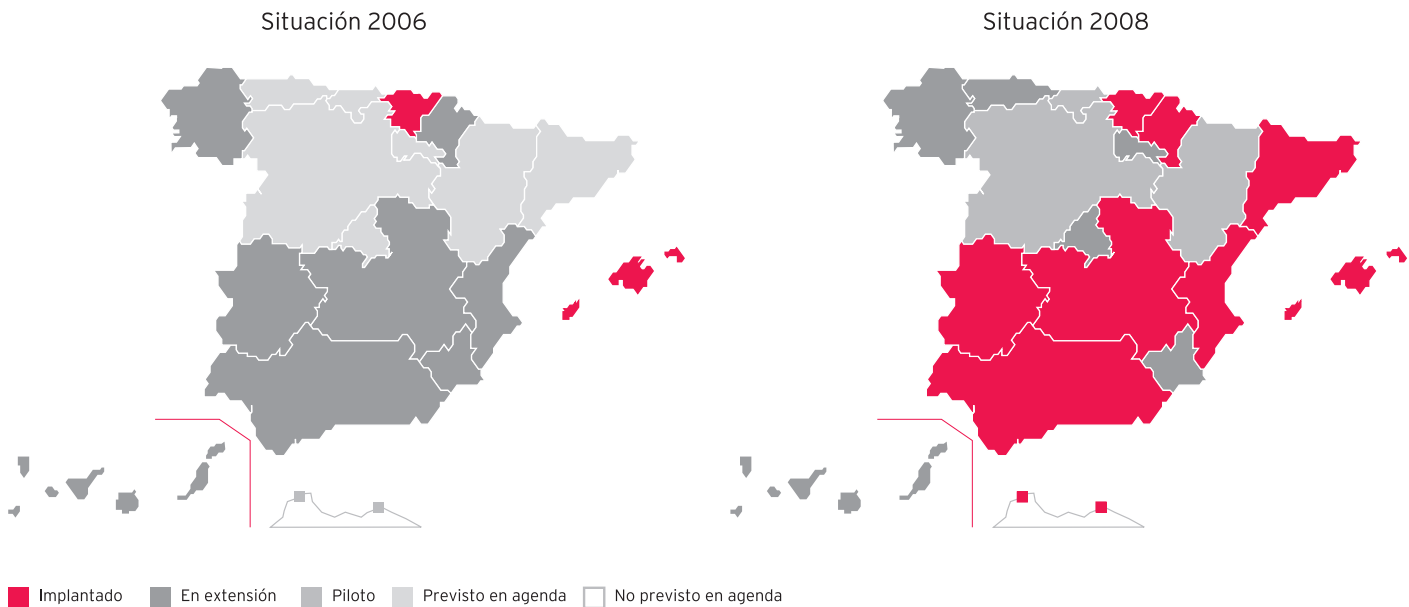 Situación 2006
Situación 2008
Implantado
En extensión
Piloto
Previsto en agenda
No previsto en agenda